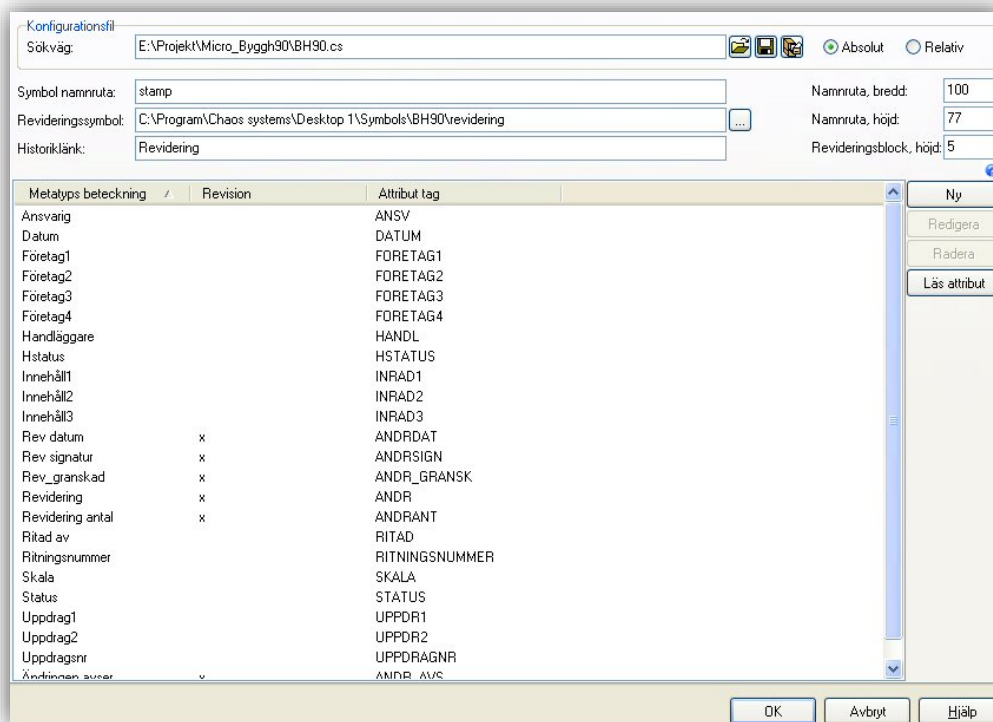 Konfigurationsfil
Sökväg: E:\Projekt\Micro_Byggh90\BH90.cs Absolut Relativ
Symbol namnruta: stamp Namnruta, bredd: 100
Revideringssymbol: C:\Program\Chaos systems\Desktop 1\Symbols\BH90\revidering ... Namnruta, höjd: 77
Historiklänk: Revidering Revideringsblock, höjd: 5
Metatyps beteckning Revision Attribut tag Ny
Ansvarig ANSV Redigera
Datum DATUM Radera
Företag1 FORETAG1 Läs attribut
Företag2 FORETAG2
Företag3 FORETAG3
Företag4 FORETAG4
Handläggare HANDL
Hstatus HSTATUS
Innehåll1 INRAD1
Innehåll2 INRAD2
Innehåll3 INRAD3
Rev datum x ANDRDAT
Rev signatur x ANDRSIGN
Rev_granskad x ANDR_GRANSK
Revidering x ANDR
Revidering antal x ANDRANT
Ritad av RITAD
Ritningsnummer RITNINGSNUMMER
Skala SKALA
Status STATUS
Uppdrag1 UPPDR1
Uppdrag2 UPPDR2
Uppdragsnr UPPDRAGNR
Ändringen avser x ANDR_AVS
OK Avbryt Hjälp